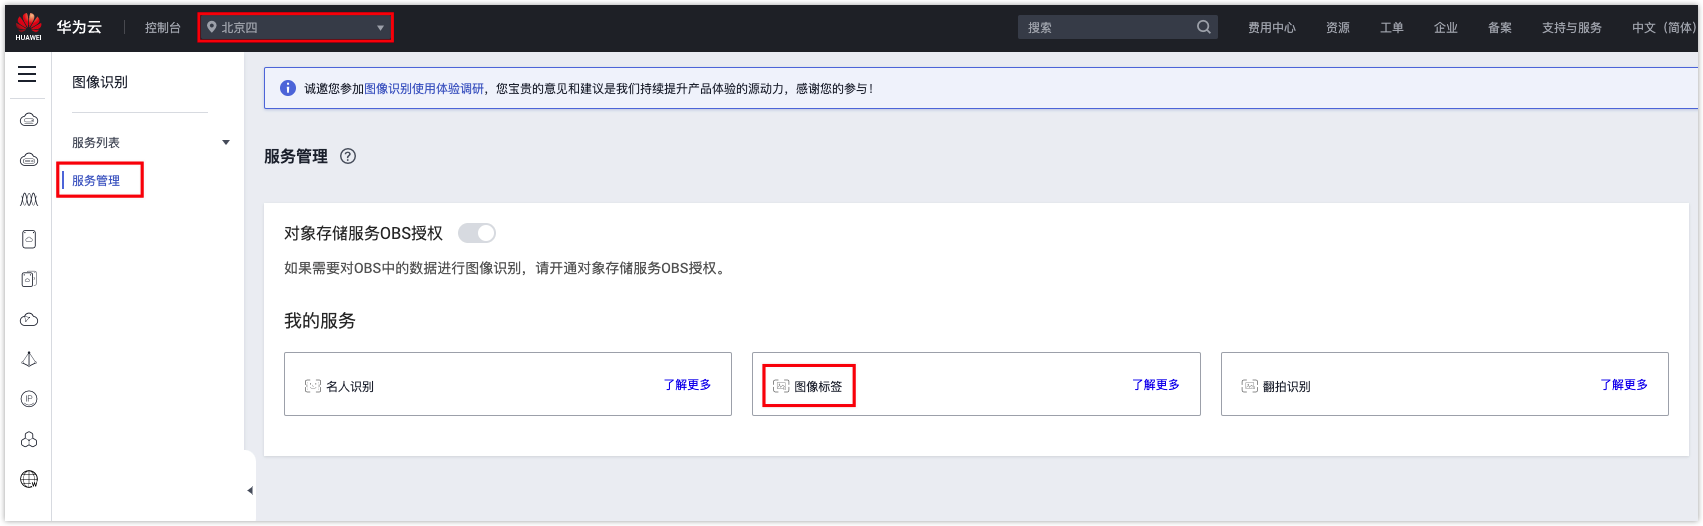 HUAWEI
华为云
控制台
北京四
搜索
费用中心
资源
工单
企业
备案
支持与服务
中文（简体）
图像识别
服务列表
服务管理
诚邀您参加图像识别使用体验调研，您宝贵的意见和建议是我们持续提升产品体验的源动力，感谢您的参与！
服务管理
对象存储服务OBS授权
如果需要对OBS中的数据进行图像识别，请开通对象存储服务OBS授权。
我的服务
名人识别
了解更多
图像标签
了解更多
翻拍识别
了解更多
IP
W